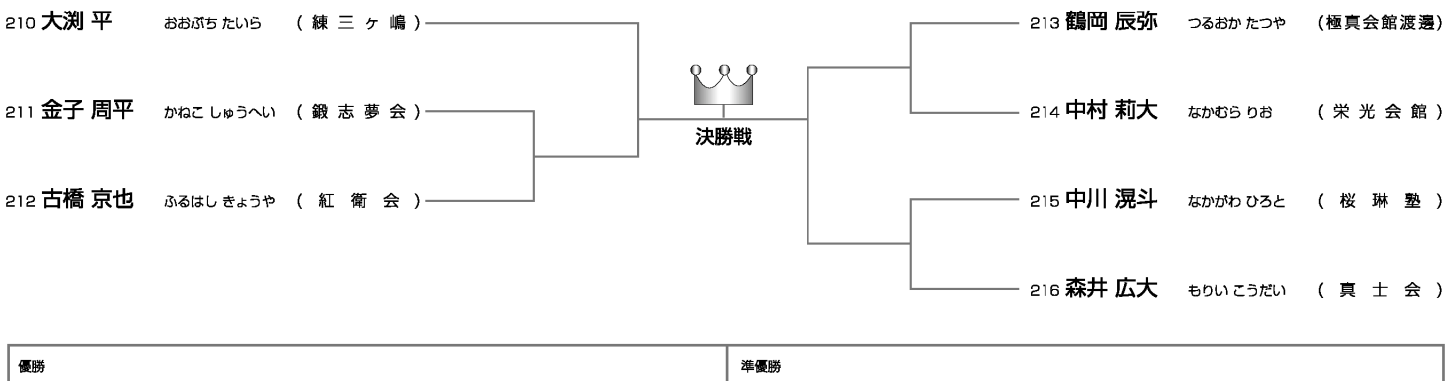 210 大渕 平 おおぶち たいら (練三ヶ嶋)
211 金子 周平 かねこ しゅうへい (鍛志夢会)
212 古橋 京也 ふるはし きょうや (紅衛会)
決勝戦
213 鶴岡 辰弥 つるおか たつや (極真会館渡邊)
214 中村 莉大 なかむら りお (栄光会館)
215 中川 滉斗 なかがわ ひろと (桜琳塾)
216 森井 広大 もりい こうだい (真士会)
優勝
準優勝